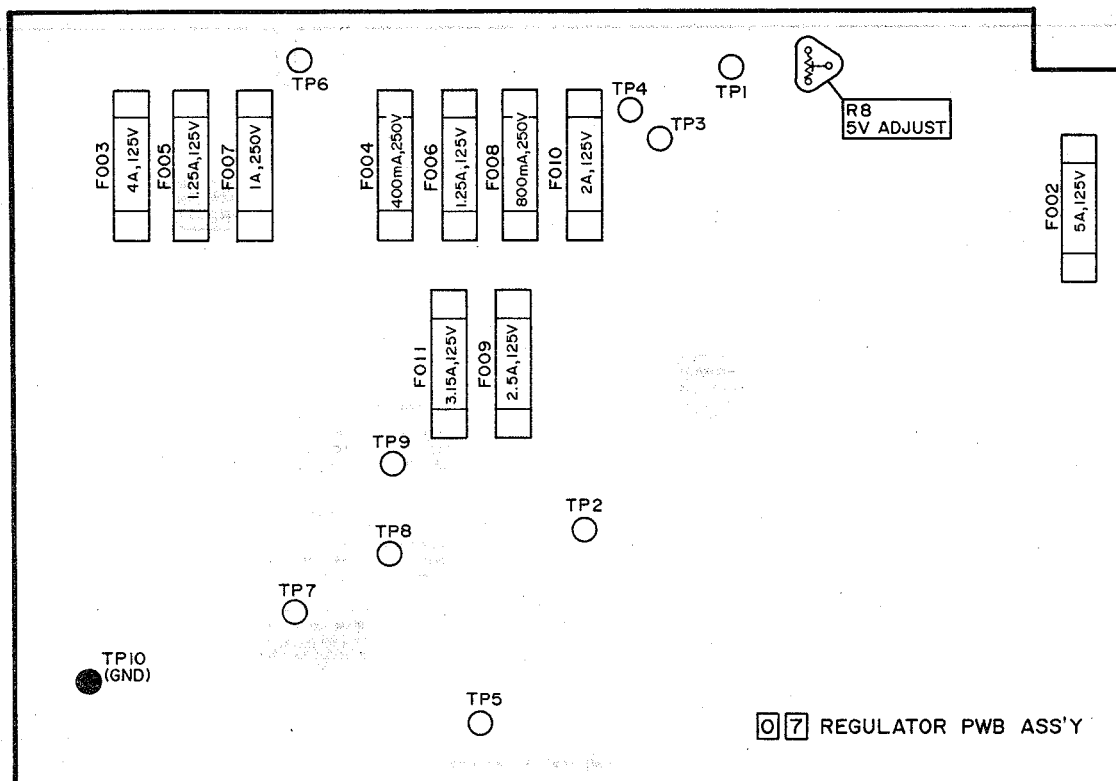 TP6
TP4
TP1
TP3
R8
5V ADJUST
F003
4A,125V
F005
1.25A,125V
F007
1A,250V
F004
400mA,250V
F006
1.25A,125V
F008
800mA,250V
F010
2A,125V
F002
5A,125V
F011
3.15A,125V
F009
2.5A,125V
TP9
TP2
TP8
TP7
TP10
(GND)
TP5
07 REGULATOR PWB ASS'Y